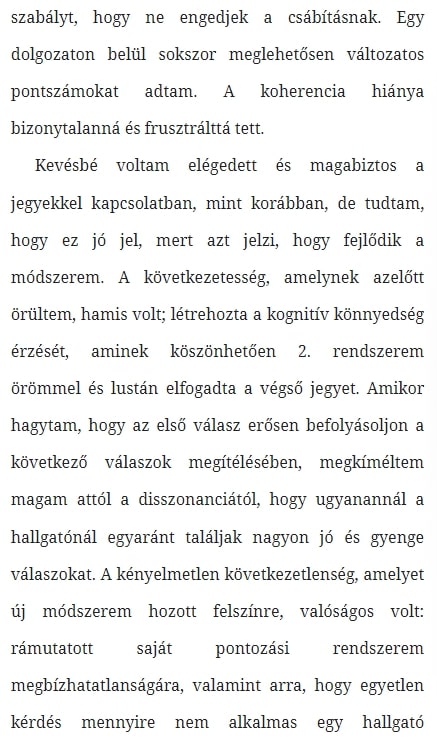 szabályt, hogy ne engedjek a csábításnak. Egy
dolgozaton belül sokszor meglehetősen változatos
pontszámokat adtam. A koherencia hiánya
bizonytalanná és frusztrálttá tett.
Kevésbé voltam elégedett és magabiztos a
jegyekkel kapcsolatban, mint korábban, de tudtam,
hogy ez jó jel, mert azt jelzi, hogy fejlődik a
módszerem. A következetesség, amelynek azelőtt
örültem, hamis volt; létrehozta a kognitív könnyedség
érzését, aminek köszönhetően 2. rendszerem
örömmel és lustán elfogadta a végső jegyet. Amikor
hagytam, hogy az első válasz erősen befolyásoljon a
következő válaszok megítélésében, megkíméltem
magam attól a disszonanciától, hogy ugyanannál a
hallgatónál egyaránt találjak nagyon jó és gyenge
válaszokat. A kényelmetlen következetlenség, amelyet
új módszerem hozott felszínre, valóságos volt:
rámutatott saját pontozási rendszerem
megbízhatatlanságára, valamint arra, hogy egyetlen
kérdés mennyire nem alkalmas egy hallgató